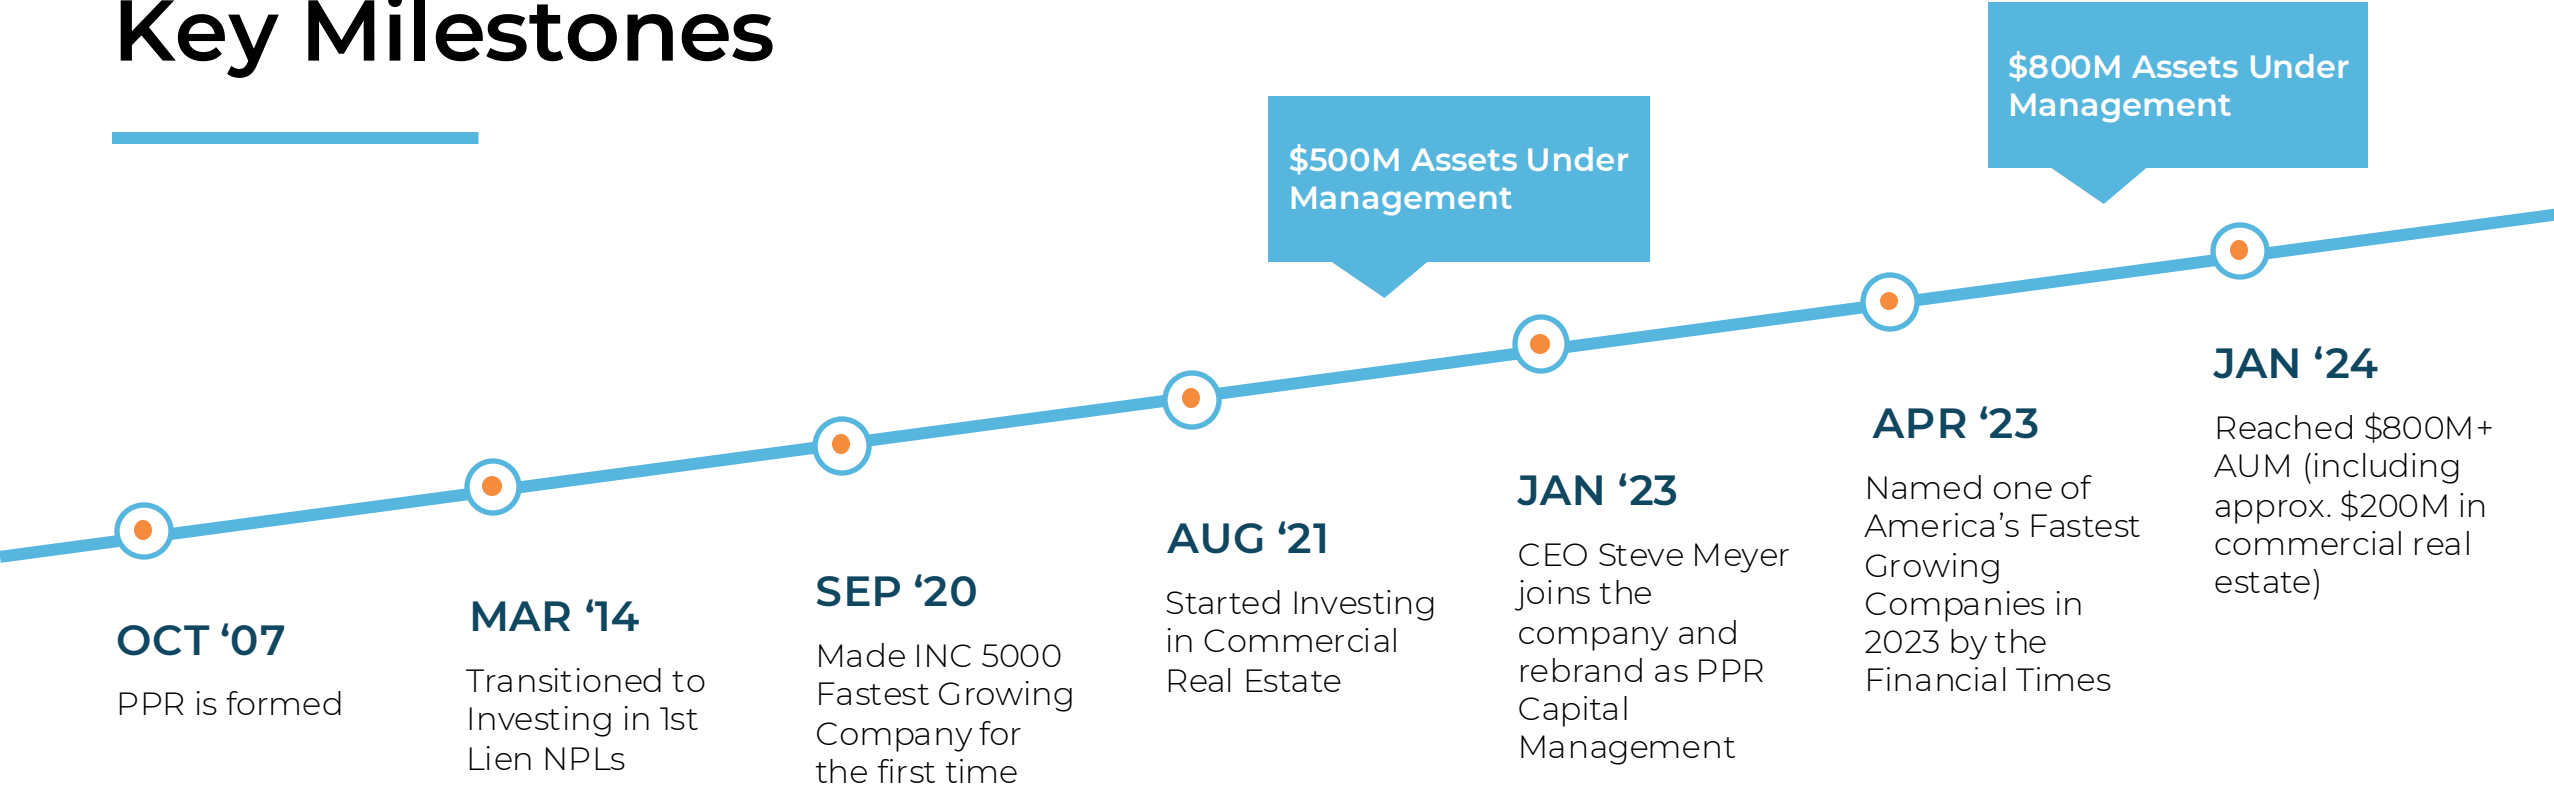 Key Milestones
$500M Assets Under
Management
$800M Assets Under
Management
OCT ‘07
PPR is formed
MAR ‘14
Transitioned to
Investing in 1st
Lien NPLs
SEP ‘20
Made INC 5000
Fastest Growing
Company for
the first time
AUG ‘21
Started Investing
in Commercial
Real Estate
JAN ‘23
CEO Steve Meyer
joins the
company and
rebrand as PPR
Capital
Management
APR ‘23
Named one of
America’s Fastest
Growing
Companies in
2023 by the
Financial Times
JAN ‘24
Reached $800M+
AUM (including
approx. $200M in
commercial real
estate)